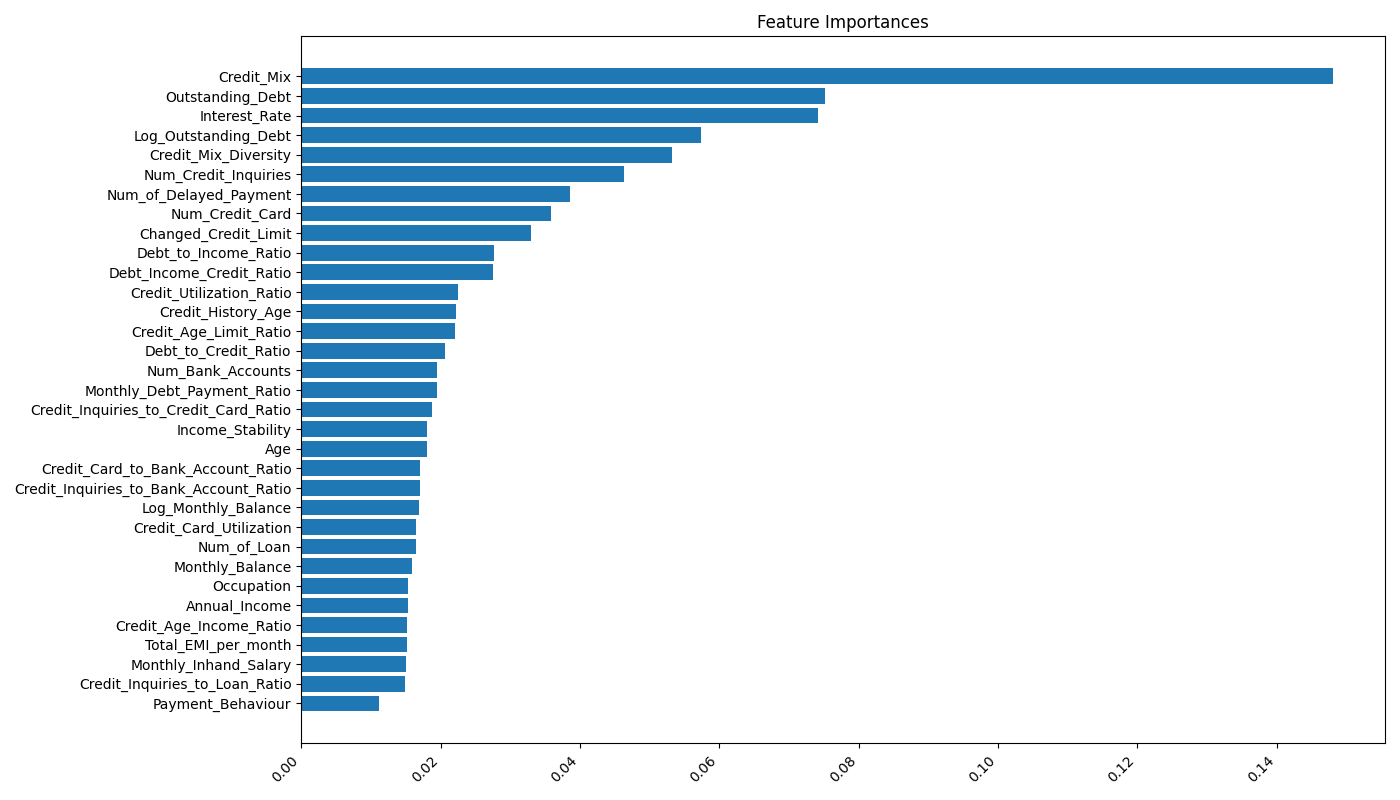 Feature Importances
Credit_Mix
Outstanding_Debt
Interest_Rate
Log_Outstanding_Debt
Credit_Mix_Diversity
Num_Credit_Inquiries
Num_of_Delayed_Payment
Num_Credit_Card
Changed_Credit_Limit
Debt_to_Income_Ratio
Debt_Income_Credit_Ratio
Credit_Utilization_Ratio
Credit_History_Age
Credit_Age_Limit_Ratio
Debt_to_Credit_Ratio
Num_Bank_Accounts
Monthly_Debt_Payment_Ratio
Credit_Inquiries_to_Credit_Card_Ratio
Income_Stability
Age
Credit_Card_to_Bank_Account_Ratio
Credit_Inquiries_to_Bank_Account_Ratio
Log_Monthly_Balance
Credit_Card_Utilization
Num_of_Loan
Monthly_Balance
Occupation
Annual_Income
Credit_Age_Income_Ratio
Total_EMI_per_month
Monthly_Inhand_Salary
Credit_Inquiries_to_Loan_Ratio
Payment_Behaviour
0.00 0.02 0.04 0.06 0.08 0.10 0.12 0.14